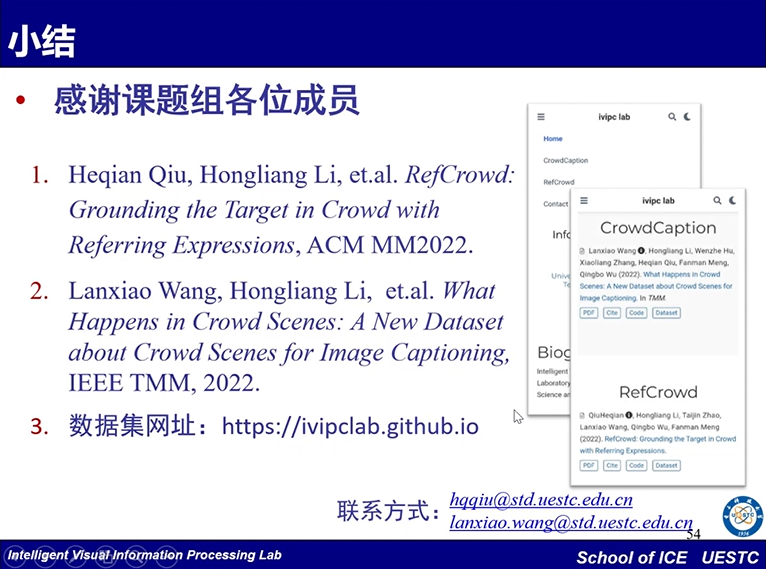 小结
• 感谢课题组各位成员
1. Heqian Qiu, Hongliang Li, et.al. RefCrowd:
Grounding the Target in Crowd with
Referring Expressions, ACM MM2022.
2. Lanxiao Wang, Hongliang Li, et.al. What
Happens in Crowd Scenes: A New Dataset
about Crowd Scenes for Image Captioning,
IEEE TMM, 2022.
3. 数据集网址：https://ivipclab.github.io
ivipc lab
Home
CrowdCaption
RefCrowd
Contact
Info
Unive
Te
Biog
Intelligent
Laboratory
Science an
ivipc lab
CrowdCaption
Lanxiao Wang, Hongliang Li, Wenzhe Hu,
Xiaoliang Zhang, Heqian Qiu, Fanman Meng,
Qingbo Wu (2022). What Happens in Crowd
Scenes: A New Dataset about Crowd Scenes for
Image Captioning. In TMM.
PDF Cite Code Dataset
RefCrowd
QiuHeqian, Hongliang Li, Taijin Zhao,
Lanxiao Wang, Qingbo Wu, Fanman Meng
(2022). RefCrowd: Grounding the Target in Crowd
with Referring Expressions.
PDF Cite Code Dataset
联系方式：hqqiu@std.uestc.edu.cn
lanxiao.wang@std.uestc.edu.cn
54
UESTC
1956
Intelligent Visual Information Processing Lab
School of ICE UESTC